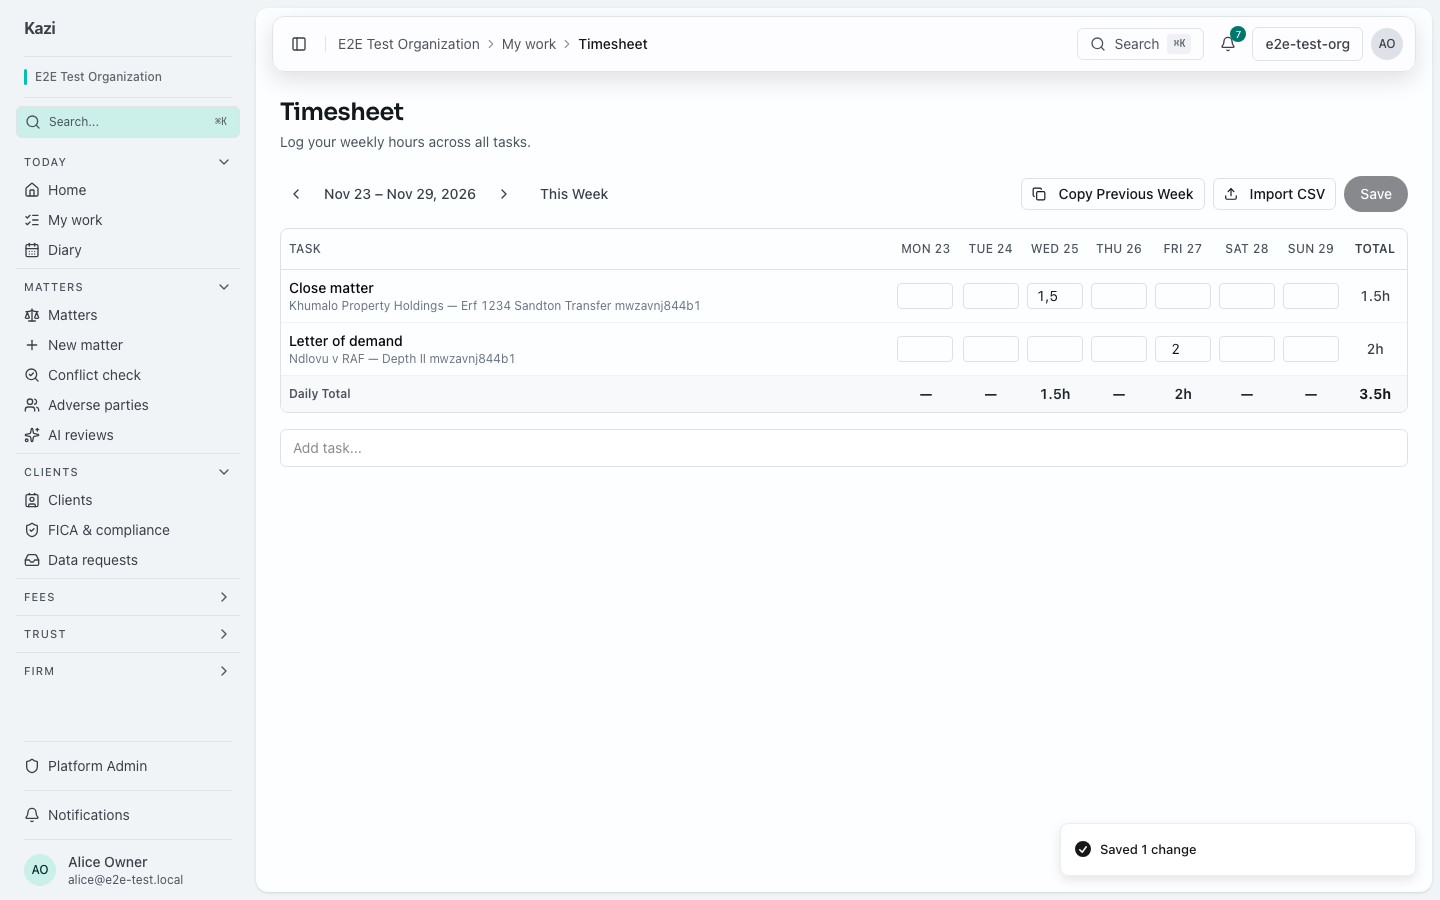 Kazi
E2E Test Organization
Search...
⌘K
TODAY
Home
My work
Diary
MATTERS
Matters
New matter
Conflict check
Adverse parties
AI reviews
CLIENTS
Clients
FICA & compliance
Data requests
FEES
TRUST
FIRM
Platform Admin
Notifications
AO
Alice Owner
alice@e2e-test.local
E2E Test Organization > My work > Timesheet
Search ⌘K
7
e2e-test-org
AO
Timesheet
Log your weekly hours across all tasks.
Nov 23 – Nov 29, 2026
This Week
Copy Previous Week
Import CSV
Save
TASK MON 23 TUE 24 WED 25 THU 26 FRI 27 SAT 28 SUN 29 TOTAL
Close matter
Khumalo Property Holdings — Erf 1234 Sandton Transfer mwzavnj844b1
1,5 1.5h
Letter of demand
Ndlovu v RAF — Depth II mwzavnj844b1
2 2h
Daily Total — — 1.5h — 2h — — 3.5h
Add task...
Saved 1 change